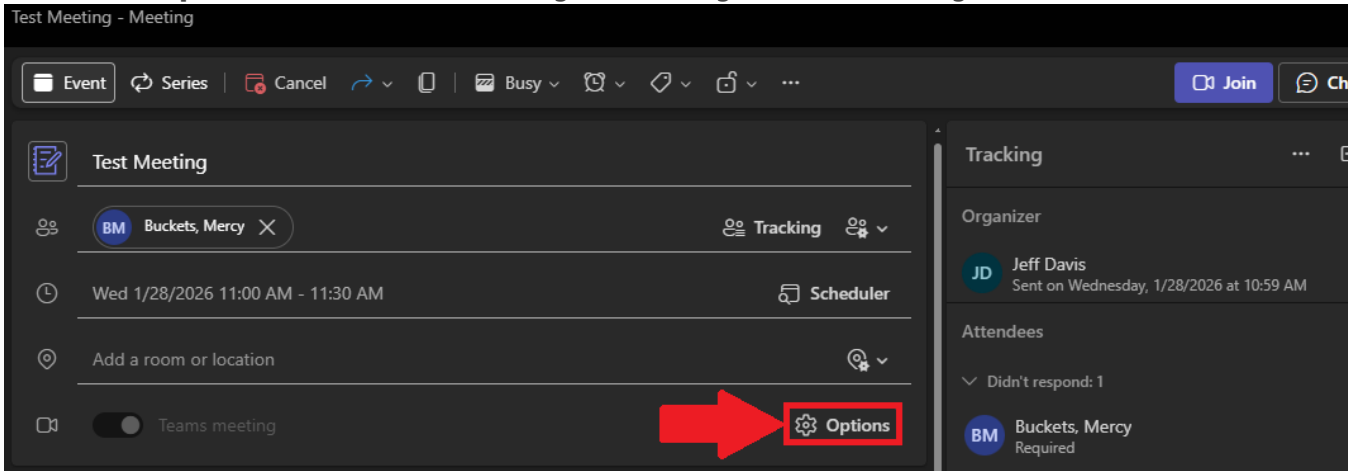 Test Meeting - Meeting
Event Series Cancel Busy ··· Join
Test Meeting
BM Buckets, Mercy Tracking
Wed 1/28/2026 11:00 AM - 11:30 AM Scheduler
Add a room or location
Teams meeting Options
Tracking ···
Organizer
JD Jeff Davis
Sent on Wednesday, 1/28/2026 at 10:59 AM
Attendees
Didn't respond: 1
BM Buckets, Mercy
Required